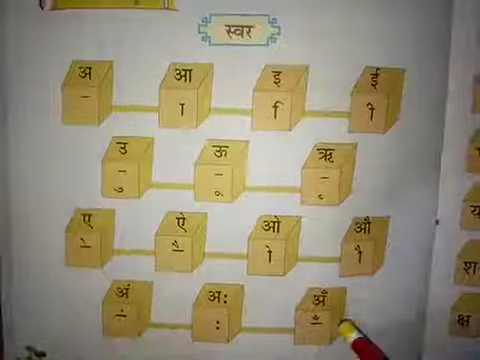 स्वर
अ आ इ ई
- ा ि ी
उ ऊ ऋ
ु ू ृ
ए ऐ ओ औ
े ै ो ौ
अं अः अँ
ं ः ँ
य
श
क्ष